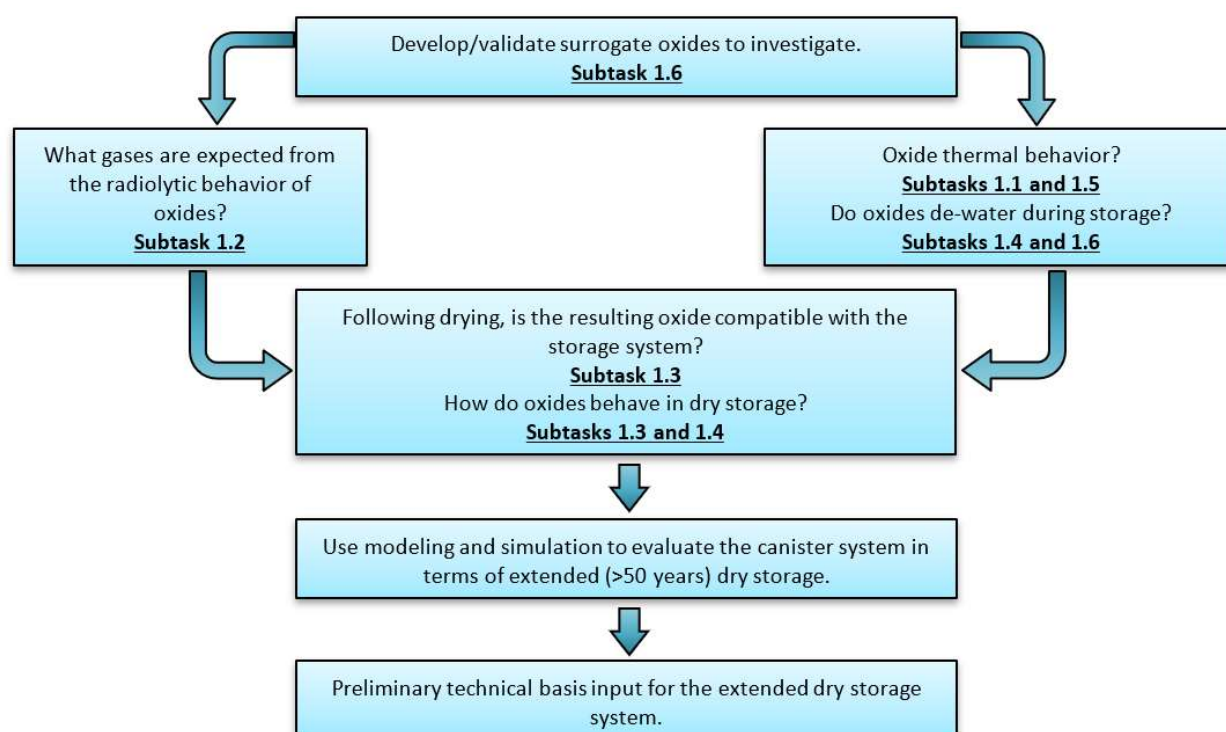 Develop/validate surrogate oxides to investigate.
Subtask 1.6
What gases are expected from
the radiolytic behavior of
oxides?
Subtask 1.2
Oxide thermal behavior?
Subtasks 1.1 and 1.5
Do oxides de-water during storage?
Subtasks 1.4 and 1.6
Following drying, is the resulting oxide compatible with the
storage system?
Subtask 1.3
How do oxides behave in dry storage?
Subtasks 1.3 and 1.4
Use modeling and simulation to evaluate the canister system in
terms of extended (>50 years) dry storage.
Preliminary technical basis input for the extended dry storage
system.